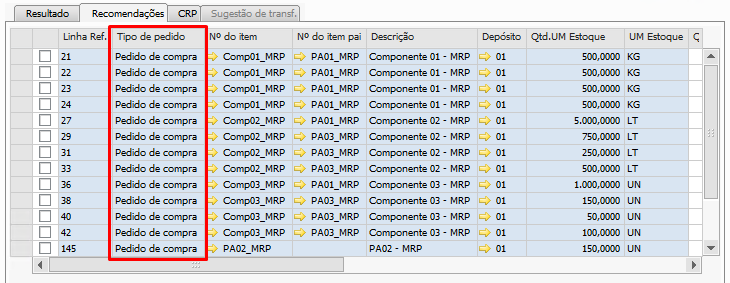 Resultado Recomendações CRP Sugestão de transf.
Linha Ref. Tipo de pedido Nº do item Nº do item pai Descrição Depósito Qtd.UM Estoque UM Estoque Q
21 Pedido de compra Comp01_MRP PA01_MRP Componente 01 - MRP 01 500,0000 KG
22 Pedido de compra Comp01_MRP PA01_MRP Componente 01 - MRP 01 500,0000 KG
23 Pedido de compra Comp01_MRP PA01_MRP Componente 01 - MRP 01 500,0000 KG
24 Pedido de compra Comp01_MRP PA01_MRP Componente 01 - MRP 01 500,0000 KG
27 Pedido de compra Comp02_MRP PA01_MRP Componente 02 - MRP 01 5.000,0000 LT
29 Pedido de compra Comp02_MRP PA03_MRP Componente 02 - MRP 01 750,0000 LT
31 Pedido de compra Comp02_MRP PA03_MRP Componente 02 - MRP 01 250,0000 LT
33 Pedido de compra Comp02_MRP PA03_MRP Componente 02 - MRP 01 500,0000 LT
36 Pedido de compra Comp03_MRP PA01_MRP Componente 03 - MRP 01 1.000,0000 UN
38 Pedido de compra Comp03_MRP PA03_MRP Componente 03 - MRP 01 150,0000 UN
40 Pedido de compra Comp03_MRP PA03_MRP Componente 03 - MRP 01 50,0000 UN
42 Pedido de compra Comp03_MRP PA03_MRP Componente 03 - MRP 01 100,0000 UN
145 Pedido de compra PA02_MRP PA02 - MRP 01 150,0000 UN